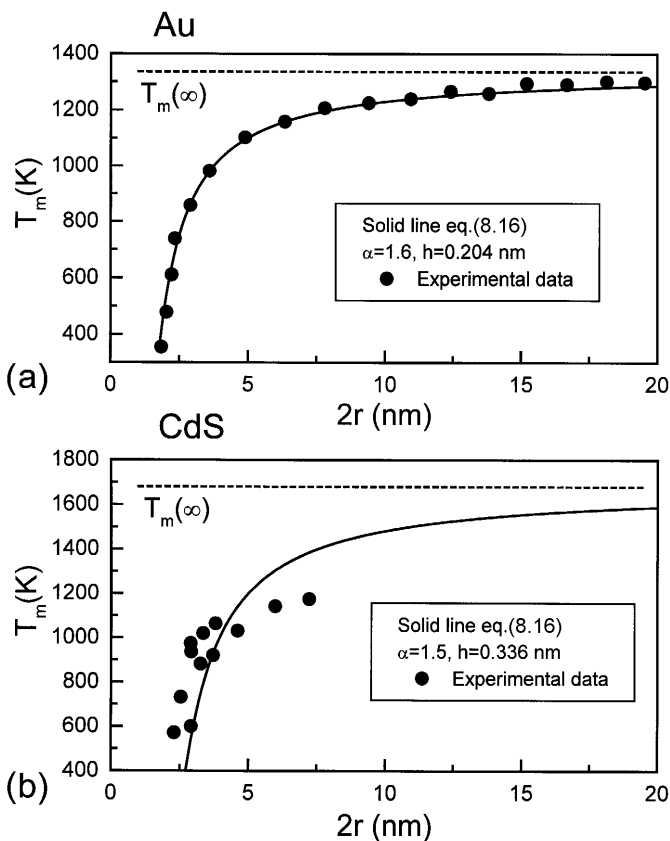 Au
1400
1200
1000
800
600
400
T_m(K)
T_m(∞)
Solid line eq.(8.16)
α=1.6, h=0.204 nm
● Experimental data
0 5 10 15 20
2r (nm)
(a)
CdS
1800
1600
1400
1200
1000
800
600
400
T_m(K)
T_m(∞)
Solid line eq.(8.16)
α=1.5, h=0.336 nm
● Experimental data
0 5 10 15 20
2r (nm)
(b)